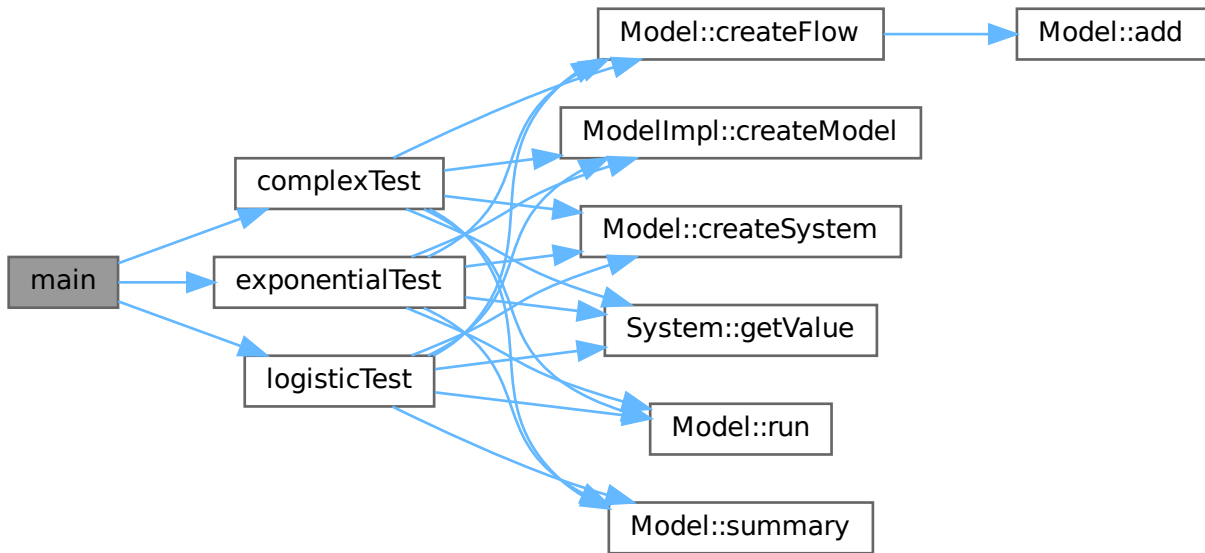 main
complexTest
exponentialTest
logisticTest
Model::createFlow
ModelImpl::createModel
Model::createSystem
System::getValue
Model::run
Model::summary
Model::add